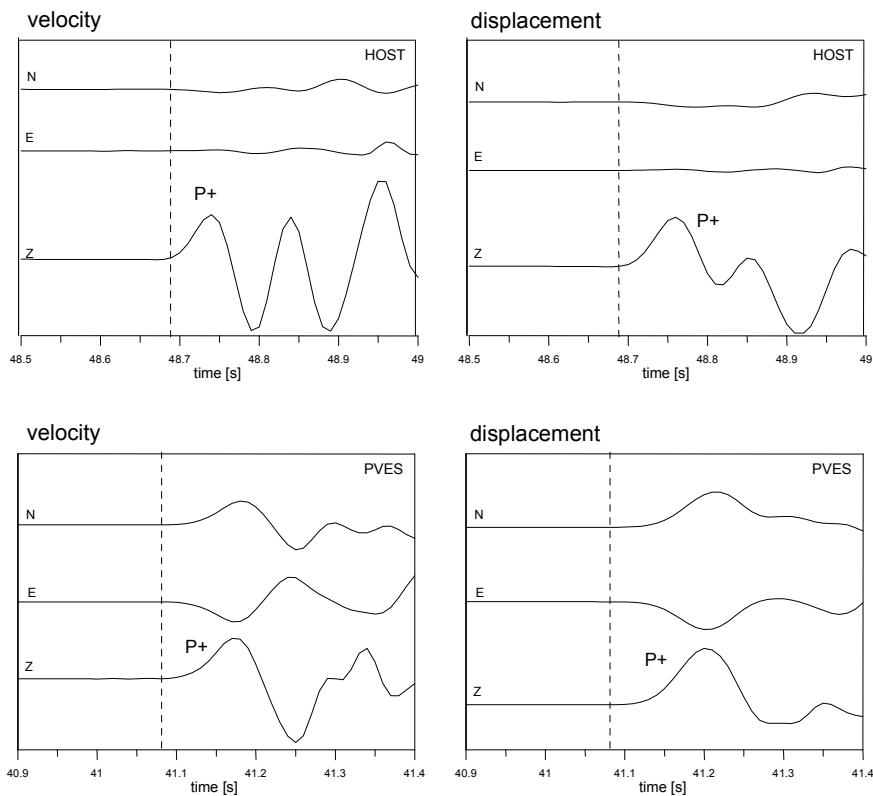 velocity
HOST
N
E
P+
Z
48.5 48.6 48.7 48.8 48.9 49
time [s]
displacement
HOST
N
E
P+
Z
48.5 48.6 48.7 48.8 48.9 49
time [s]
velocity
PVES
N
E
P+
Z
40.9 41 41.1 41.2 41.3 41.4
time [s]
displacement
PVES
N
E
P+
Z
40.9 41 41.1 41.2 41.3 41.4
time [s]